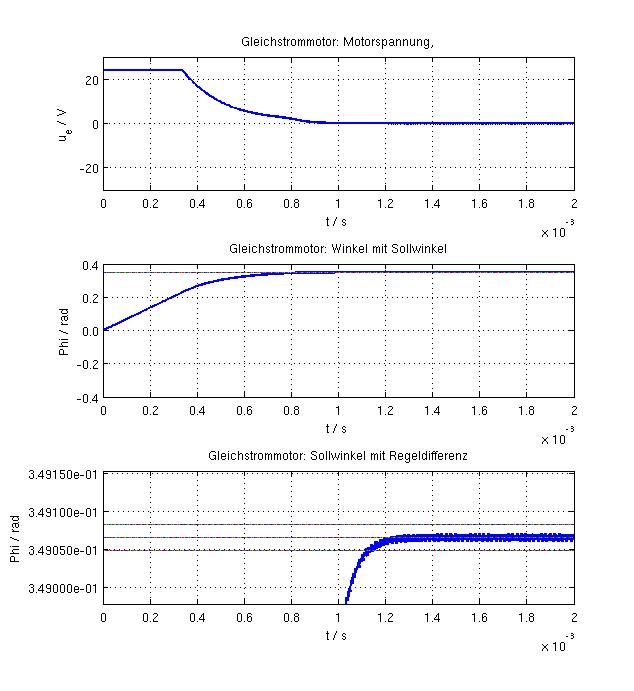 Gleichstrommotor: Motorspannung,
20
0
-20
u_e / V
0 0.2 0.4 0.6 0.8 1 1.2 1.4 1.6 1.8 2
t / s
x 10^-3
Gleichstrommotor: Winkel mit Sollwinkel
0.4
0.2
0.0
-0.2
-0.4
Phi / rad
0 0.2 0.4 0.6 0.8 1 1.2 1.4 1.6 1.8 2
t / s
x 10^-3
Gleichstrommotor: Sollwinkel mit Regeldifferenz
3.49150e-01
3.49100e-01
3.49050e-01
3.49000e-01
Phi / rad
0 0.2 0.4 0.6 0.8 1 1.2 1.4 1.6 1.8 2
t / s
x 10^-3